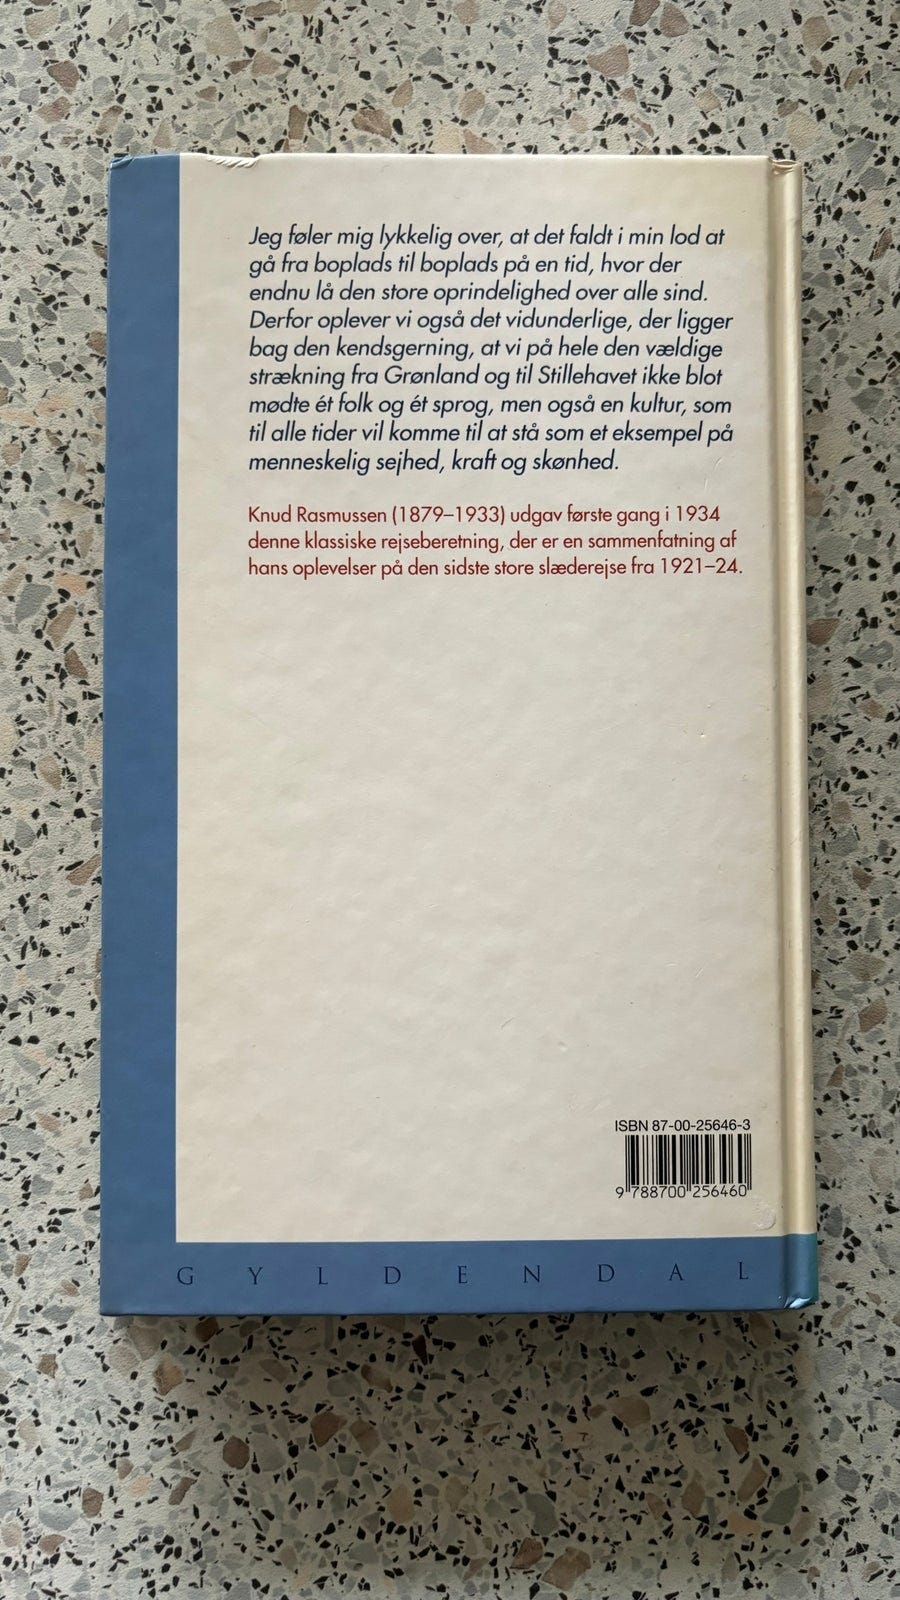 Jeg føler mig lykkelig over, at det faldt i min lod at
gå fra boplads til boplads på en tid, hvor der
endnu lå den store oprindelighed over alle sind.
Derfor oplever vi også det vidunderlige, der ligger
bag den kendsgerning, at vi på hele den vældige
strækning fra Grønland og til Stillehavet ikke blot
mødte ét folk og ét sprog, men også en kultur, som
til alle tider vil komme til at stå som et eksempel på
menneskelig sejhed, kraft og skønhed.
Knud Rasmussen (1879–1933) udgav første gang i 1934
denne klassiske rejseberetning, der er en sammenfatning af
hans oplevelser på den sidste store slæderejse fra 1921–24.
ISBN 87-00-25646-3
9 788700 256460
GYLDENDAL